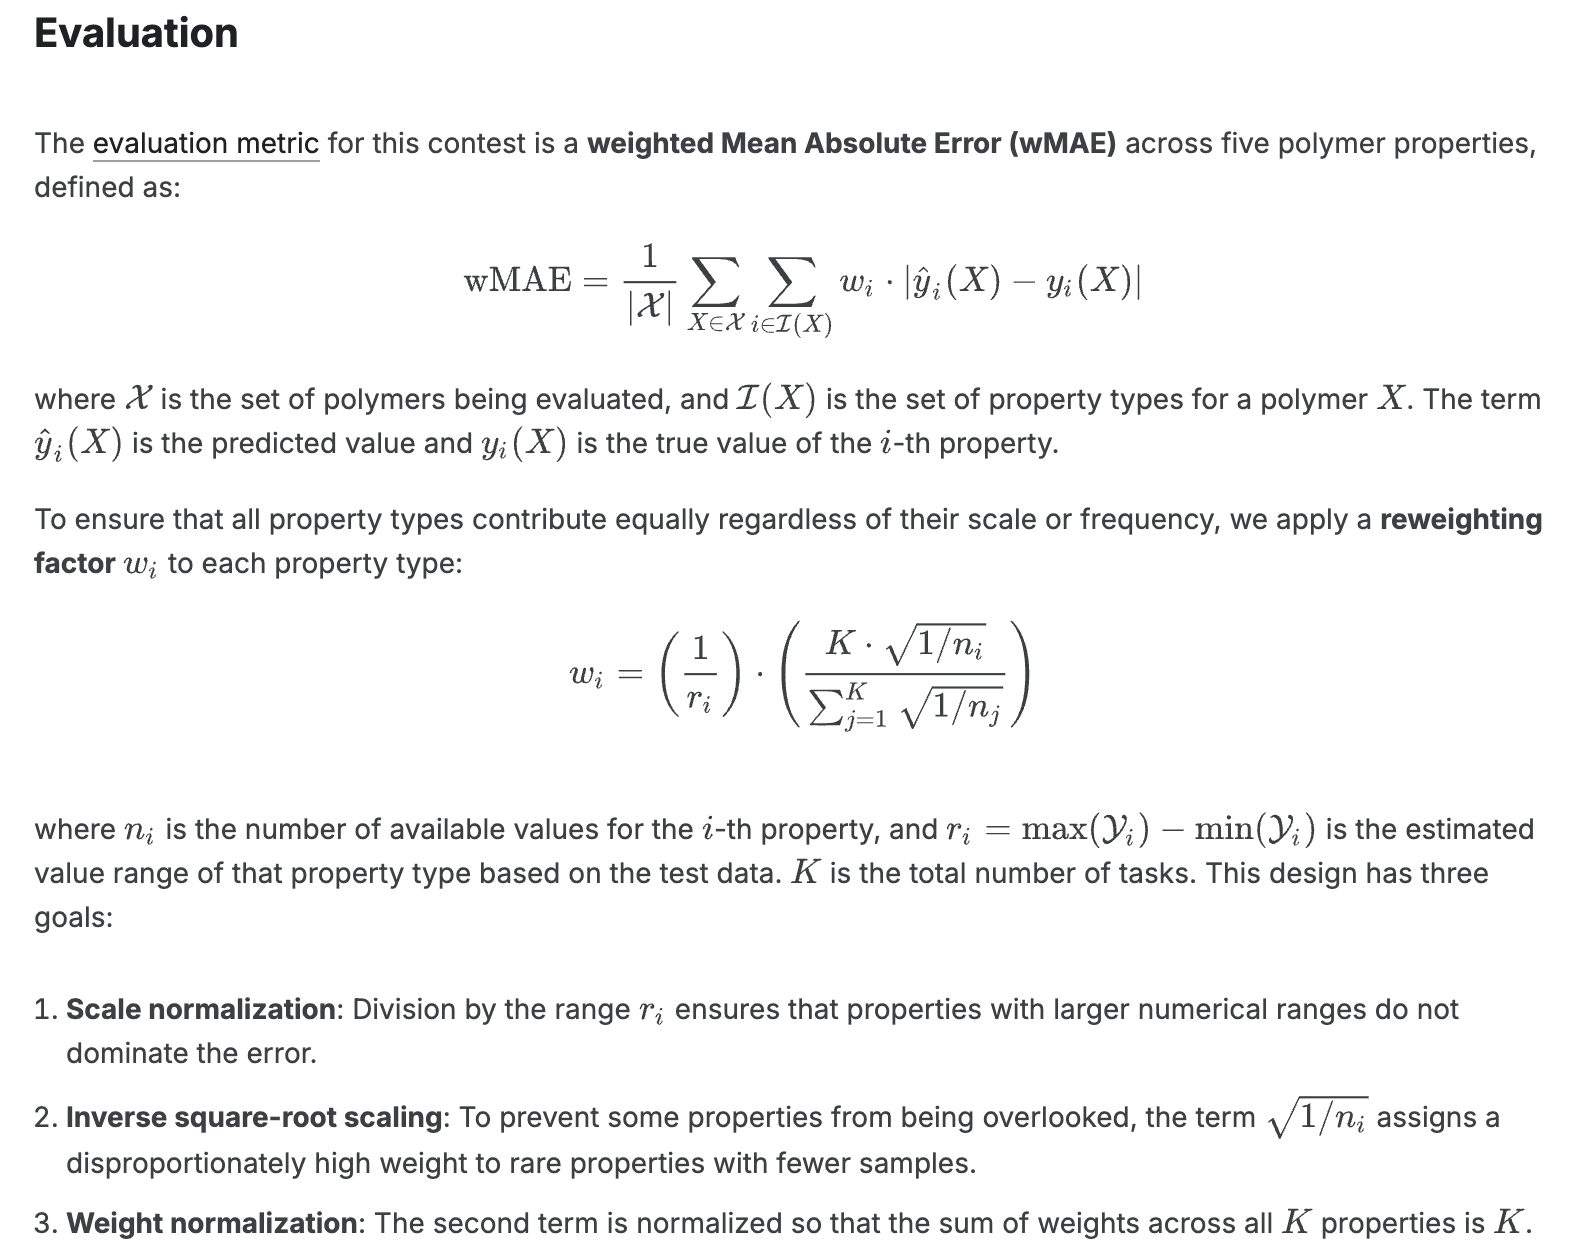 Evaluation
The evaluation metric for this contest is a weighted Mean Absolute Error (wMAE) across five polymer properties,
defined as:
$$\mathrm{wMAE} = \frac{1}{|\mathcal{X}|} \sum_{X \in \mathcal{X}} \sum_{i \in \mathcal{I}(X)} w_i \cdot |\hat{y}_i(X) - y_i(X)|$$
where $\mathcal{X}$ is the set of polymers being evaluated, and $\mathcal{I}(X)$ is the set of property types for a polymer $X$. The term
$\hat{y}_i(X)$ is the predicted value and $y_i(X)$ is the true value of the $i$-th property.
To ensure that all property types contribute equally regardless of their scale or frequency, we apply a reweighting
factor $w_i$ to each property type:
$$w_i = \left(\frac{1}{r_i}\right) \cdot \left(\frac{K \cdot \sqrt{1/n_i}}{\sum_{j=1}^{K} \sqrt{1/n_j}}\right)$$
where $n_i$ is the number of available values for the $i$-th property, and $r_i = \max(\mathcal{Y}_i) - \min(\mathcal{Y}_i)$ is the estimated
value range of that property type based on the test data. $K$ is the total number of tasks. This design has three
goals:
1. Scale normalization: Division by the range $r_i$ ensures that properties with larger numerical ranges do not
dominate the error.
2. Inverse square-root scaling: To prevent some properties from being overlooked, the term $\sqrt{1/n_i}$ assigns a
disproportionately high weight to rare properties with fewer samples.
3. Weight normalization: The second term is normalized so that the sum of weights across all $K$ properties is $K$.